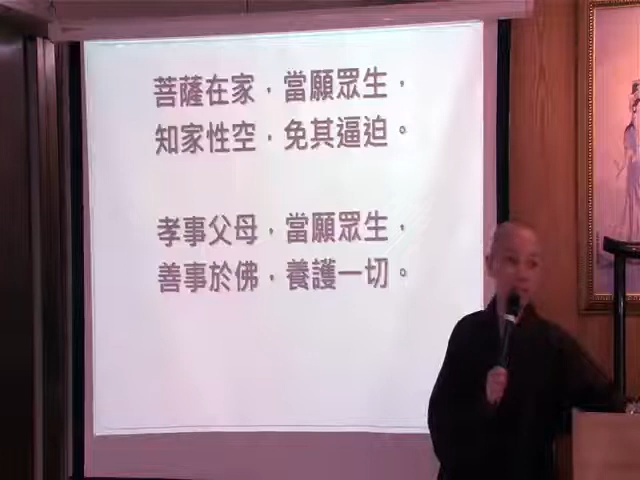 菩薩在家，當願眾生，
知家性空，免其逼迫。
孝事父母，當願眾生，
善事於佛，養護一切。